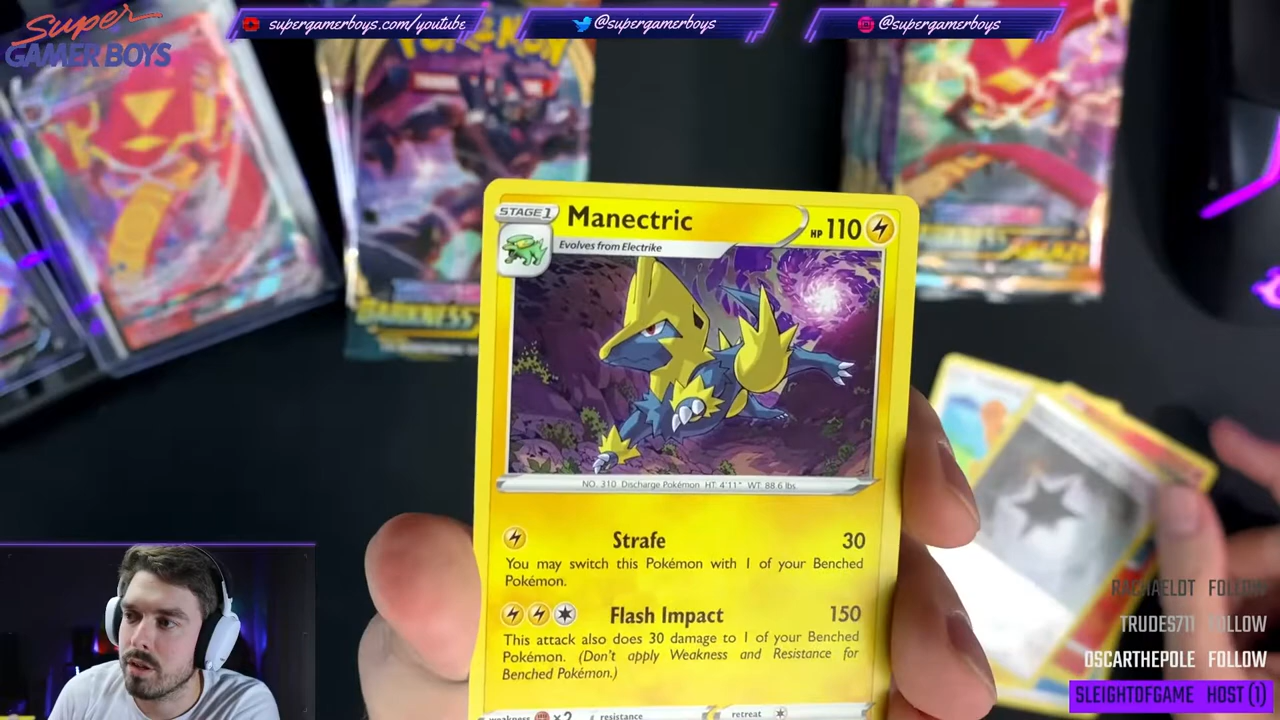 Super
GAMER BOYS
supergamerboys.com/youtube
@supergamerboys
@supergamerboys
POKÉMON
DARKNESS
STAGE 1
Manectric
HP 110
Evolves from Electrike
NO. 310 Discharge Pokémon HT: 4'11" WT: 88.6 lbs
Strafe 30
You may switch this Pokémon with 1 of your Benched
Pokémon.
Flash Impact 150
This attack also does 30 damage to 1 of your Benched
Pokémon. (Don't apply Weakness and Resistance for
Benched Pokémon.)
weakness ×2 resistance retreat
RACHAELOT FOLLOW
TRUDES711 FOLLOW
OSCARTHEPOLE FOLLOW
SLEIGHTOFGAME HOST (1)